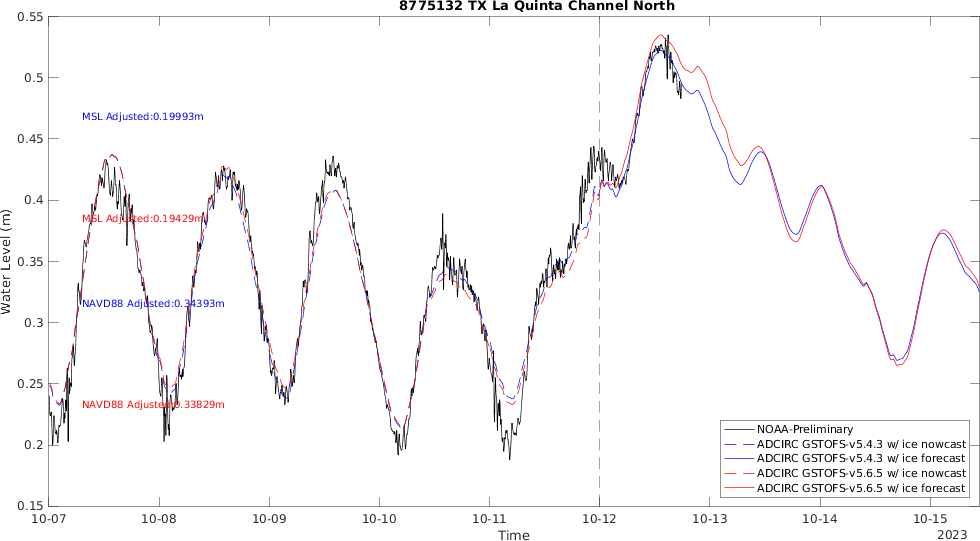 8775132 TX La Quinta Channel North
0.55
0.5
0.45
0.4
0.35
0.3
0.25
0.2
0.15
Water Level (m)
MSL Adjusted:0.19993m
MSL Adjusted:0.19429m
NAVD88 Adjusted:0.34393m
NAVD88 Adjusted:0.33829m
NOAA-Preliminary
ADCIRC GSTOFS-v5.4.3 w/ ice nowcast
ADCIRC GSTOFS-v5.4.3 w/ ice forecast
ADCIRC GSTOFS-v5.6.5 w/ ice nowcast
ADCIRC GSTOFS-v5.6.5 w/ ice forecast
10-07 10-08 10-09 10-10 10-11 10-12 10-13 10-14 10-15
Time
2023